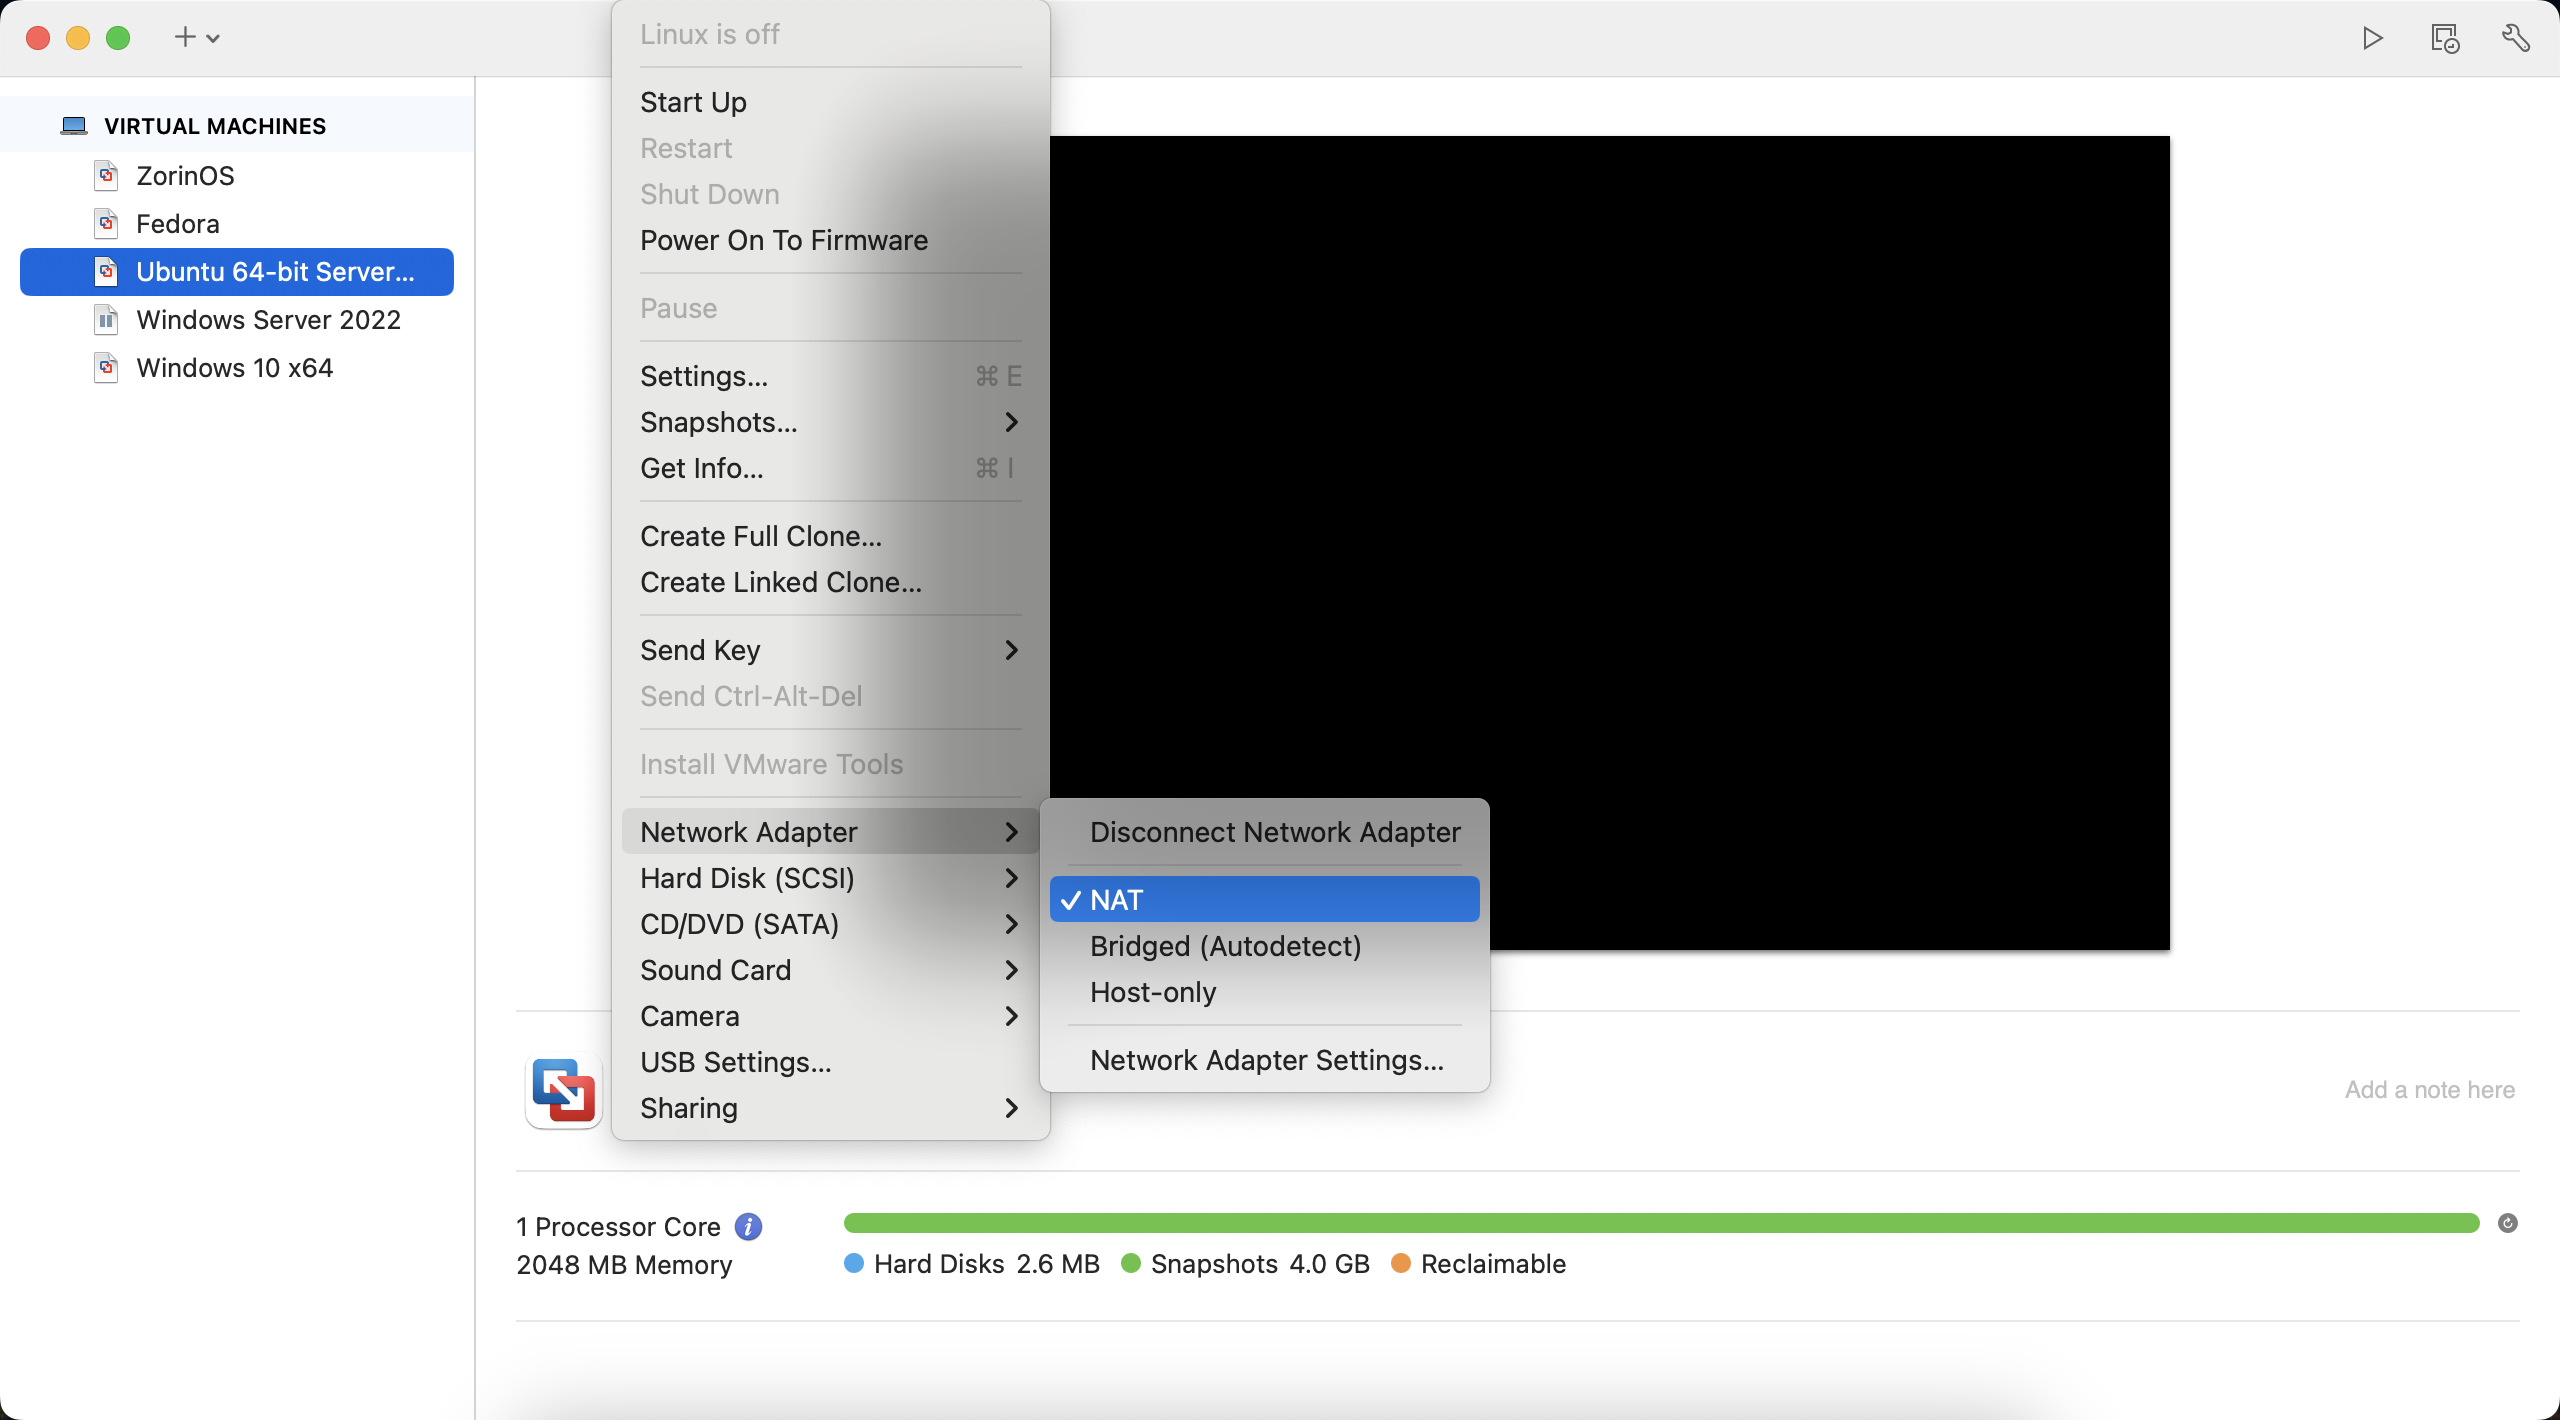 VIRTUAL MACHINES
ZorinOS
Fedora
Ubuntu 64-bit Server...
Windows Server 2022
Windows 10 x64
Linux is off
Start Up
Restart
Shut Down
Power On To Firmware
Pause
Settings... ⌘ E
Snapshots...
Get Info... ⌘ I
Create Full Clone...
Create Linked Clone...
Send Key
Send Ctrl-Alt-Del
Install VMware Tools
Network Adapter
Hard Disk (SCSI)
CD/DVD (SATA)
Sound Card
Camera
USB Settings...
Sharing
Disconnect Network Adapter
✓ NAT
Bridged (Autodetect)
Host-only
Network Adapter Settings...
Add a note here
1 Processor Core
2048 MB Memory
Hard Disks 2.6 MB Snapshots 4.0 GB Reclaimable